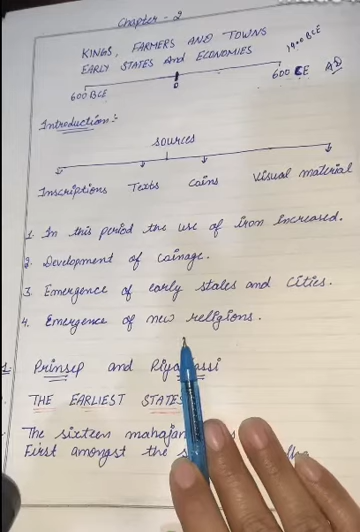 Chapter - 2
KINGS, FARMERS AND TOWNS
EARLY STATES and ECONOMIES
1900 BCE
600 BCE
0
600 CE AD
Introduction :-
sources
Inscriptions Texts Coins Visual material
1. In this period the use of iron increased.
2. Development of coinage.
3. Emergence of early states and cities.
4. Emergence of new religions.
1. Prinsep and
THE EARLIEST STATES
The sixteen
First amongst the